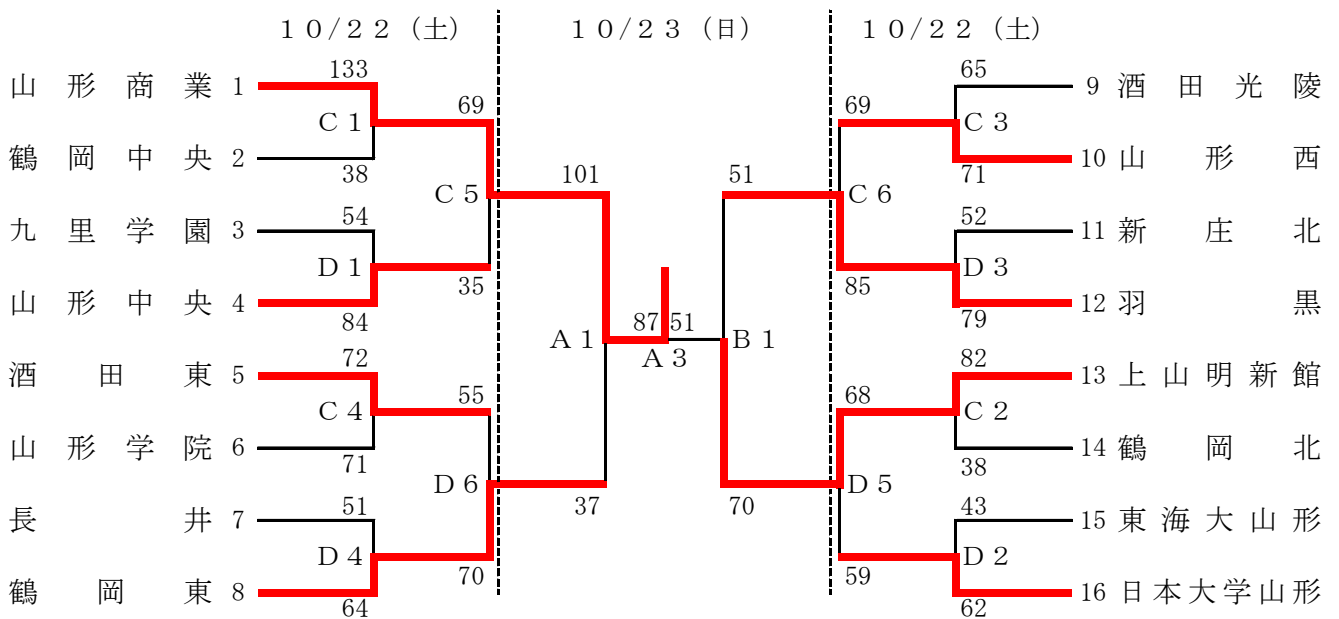 １０/２２（土） １０/２３（日） １０/２２（土）
133 65
山形商業 1 69 69 9 酒田光陵
Ｃ１ Ｃ３
鶴岡中央 2 10 山形西
38 101 51 71
Ｃ５ Ｃ６
54 52
九里学園 3 11 新庄北
Ｄ１ Ｄ３
35 85
山形中央 4 12 羽黒
84 87 51 79
Ａ１ Ｂ１
72 Ａ３ 82
酒田東 5 13 上山明新館
55 68
Ｃ４ Ｃ２
山形学院 6 14 鶴岡北
71 38
Ｄ６ Ｄ５
51 37 70 43
長井 7 15 東海大山形
Ｄ４ Ｄ２
70 59
鶴岡東 8 16 日本大学山形
64 62